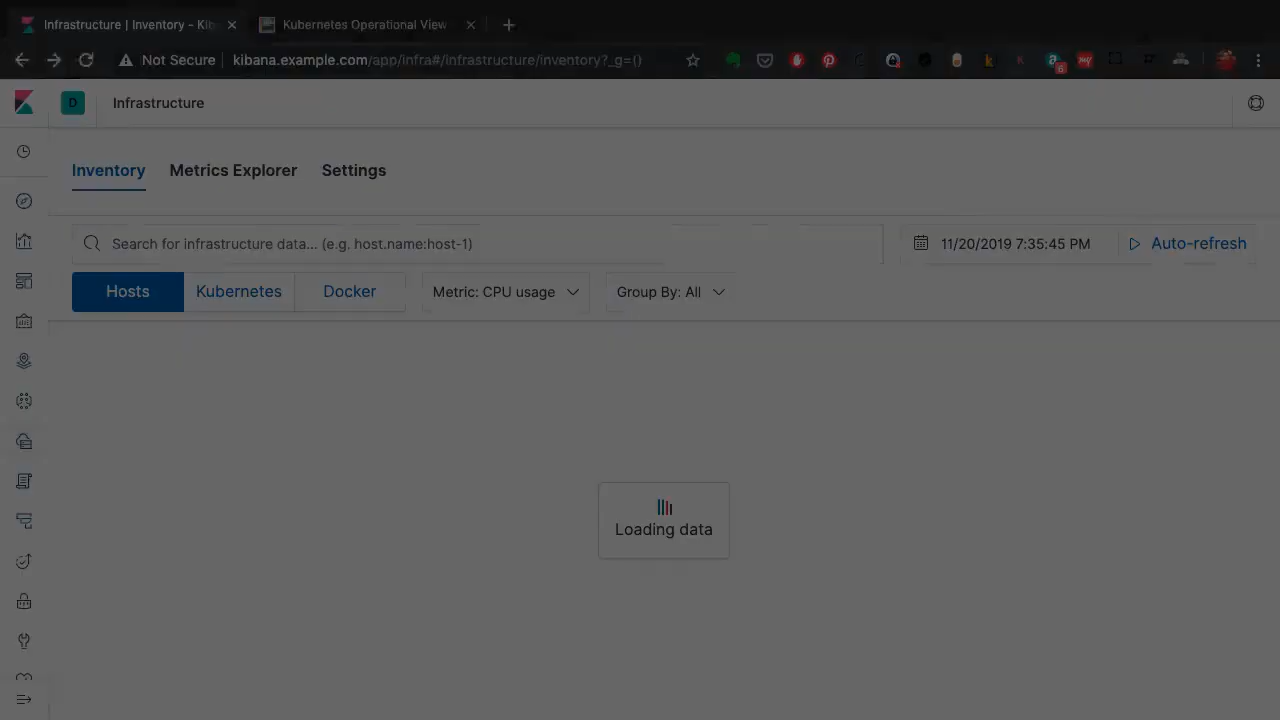 Infrastructure | Inventory - Kib
Kubernetes Operational View
Not Secure
kibana.example.com/app/infra#/infrastructure/inventory?_g=()
6
D
Infrastructure
Inventory
Metrics Explorer
Settings
Search for infrastructure data... (e.g. host.name:host-1)
11/20/2019 7:35:45 PM
Auto-refresh
Hosts
Kubernetes
Docker
Metric: CPU usage
Group By: All
Loading data